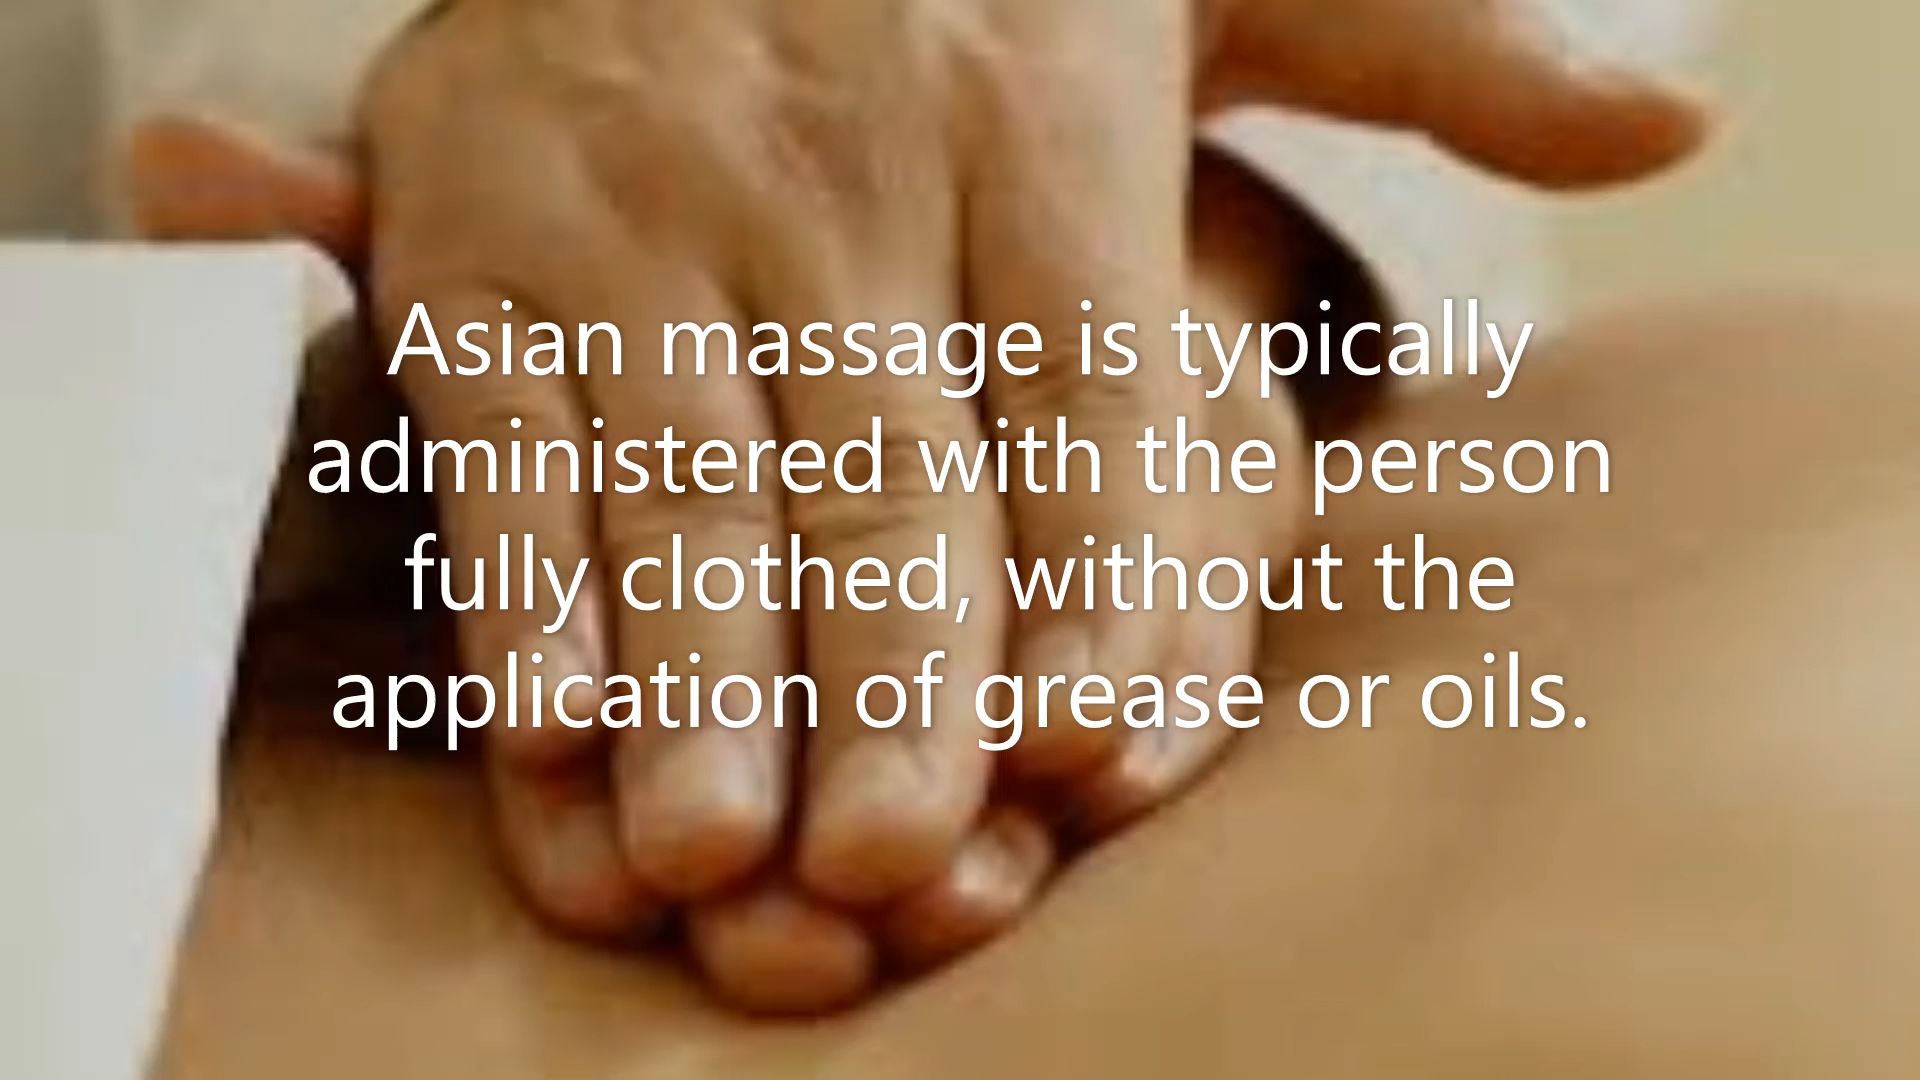 Asian massage is typically
administered with the person
fully clothed, without the
application of grease or oils.